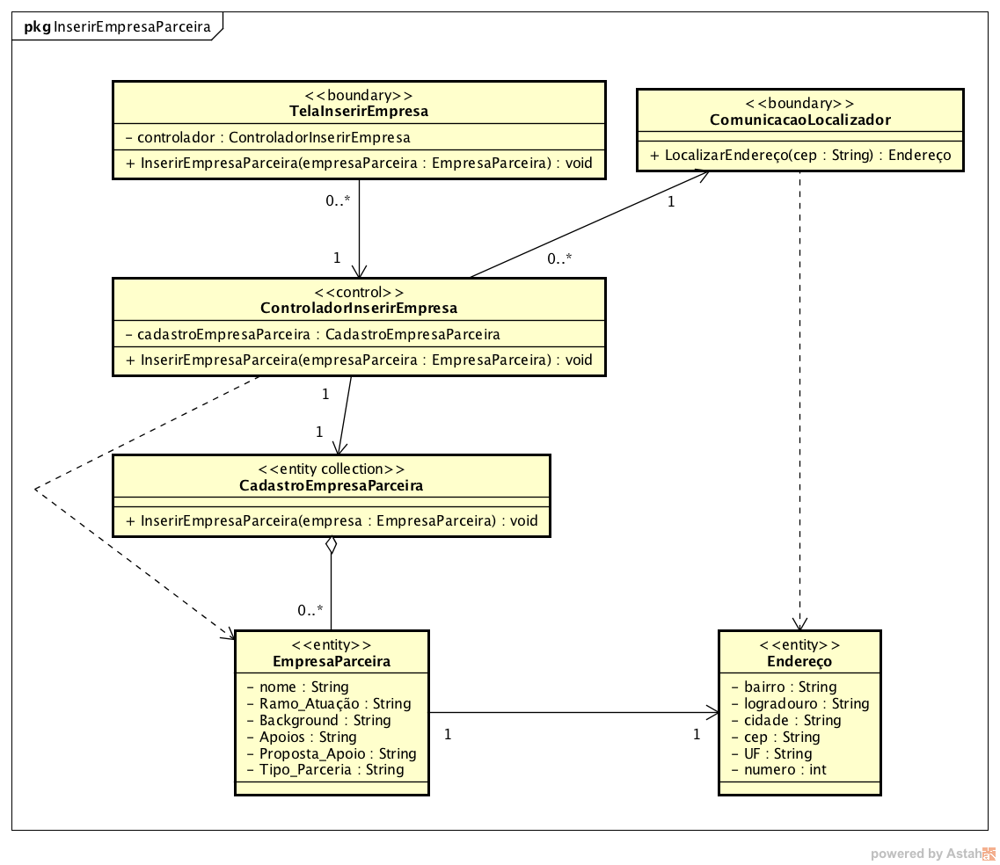 pkg InserirEmpresaParceira
<<boundary>>
TelaInserirEmpresa
- controlador : ControladorInserirEmpresa
+ InserirEmpresaParceira(empresaParceira : EmpresaParceira) : void
<<boundary>>
ComunicacaoLocalizador
+ LocalizarEndereço(cep : String) : Endereço
0..*
1
1
0..*
<<control>>
ControladorInserirEmpresa
- cadastroEmpresaParceira : CadastroEmpresaParceira
+ InserirEmpresaParceira(empresaParceira : EmpresaParceira) : void
1
1
<<entity collection>>
CadastroEmpresaParceira
+ InserirEmpresaParceira(empresa : EmpresaParceira) : void
0..*
<<entity>>
EmpresaParceira
- nome : String
- Ramo_Atuação : String
- Background : String
- Apoios : String
- Proposta_Apoio : String
- Tipo_Parceria : String
1
1
<<entity>>
Endereço
- bairro : String
- logradouro : String
- cidade : String
- cep : String
- UF : String
- numero : int
powered by Astah